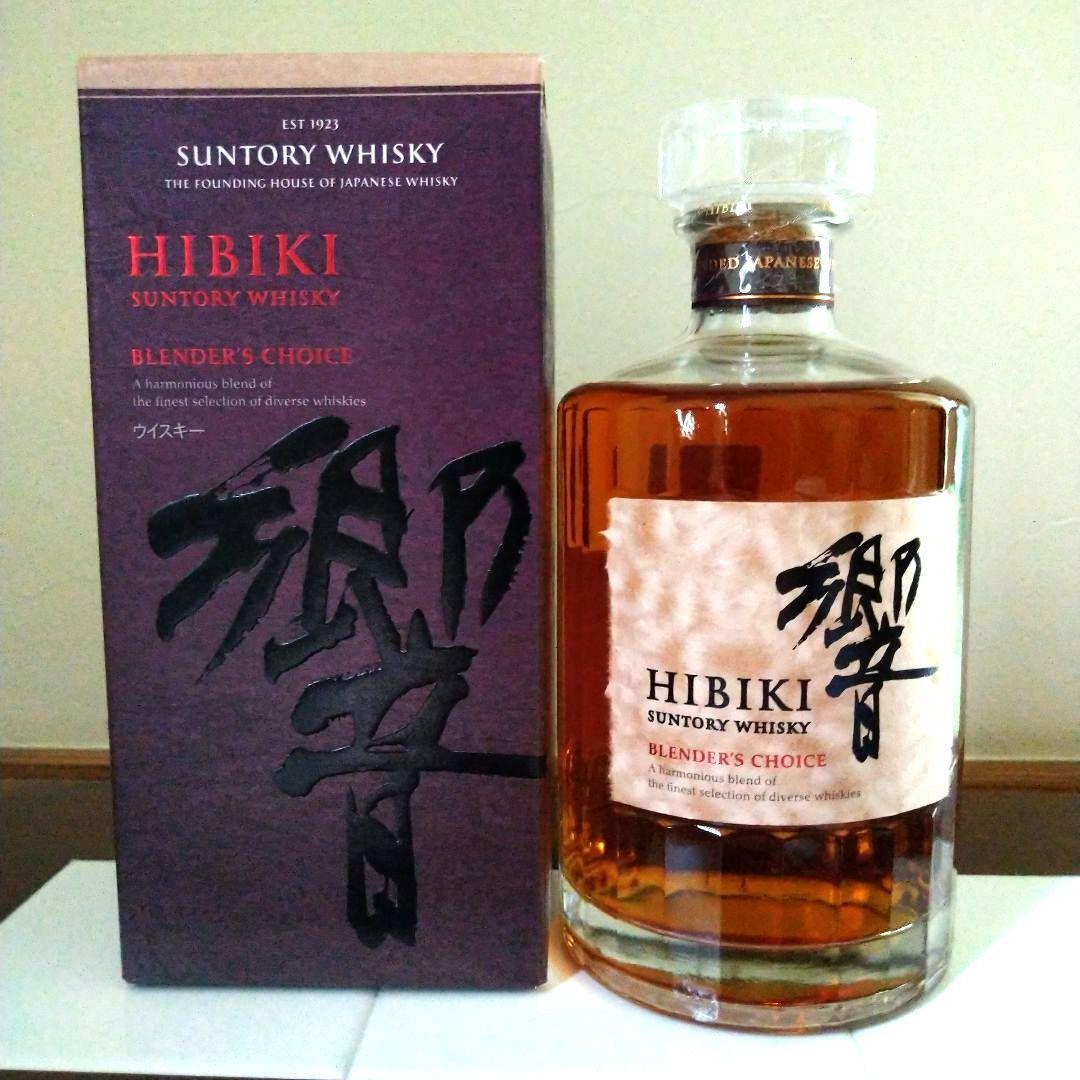 EST 1923
SUNTORY WHISKY
THE FOUNDING HOUSE OF JAPANESE WHISKY
HIBIKI
SUNTORY WHISKY
BLENDER'S CHOICE
A harmonious blend of
the finest selection of diverse whiskies
ウイスキー
響
HIBIKI
JAPANESE
響
HIBIKI
SUNTORY WHISKY
BLENDER'S CHOICE
A harmonious blend of
the finest selection of diverse whiskies